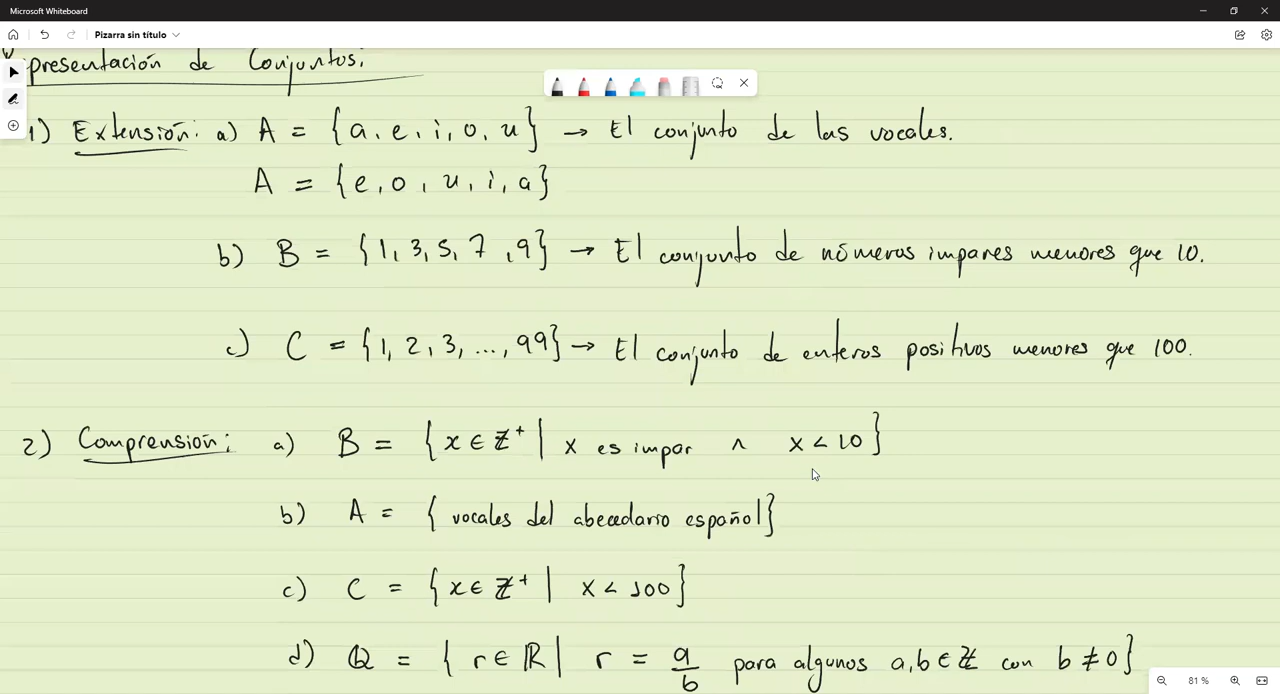 Microsoft Whiteboard
Pizarra sin título
presentación de Conjuntos:
1) Extensión: a) A = {a, e, i, o, u} → El conjunto de las vocales.
A = {e, o, u, i, a}
b) B = {1, 3, 5, 7, 9} → El conjunto de números impares menores que 10.
c) C = {1, 2, 3, ..., 99} → El conjunto de enteros positivos menores que 100.
2) Comprensión: a) B = {x ∈ ℤ⁺ | x es impar ∧ x < 10}
b) A = {vocales del abecedario español}
c) C = {x ∈ ℤ⁺ | x < 100}
d) ℚ = {r ∈ ℝ | r = a/b para algunos a, b ∈ ℤ con b ≠ 0}
81 %